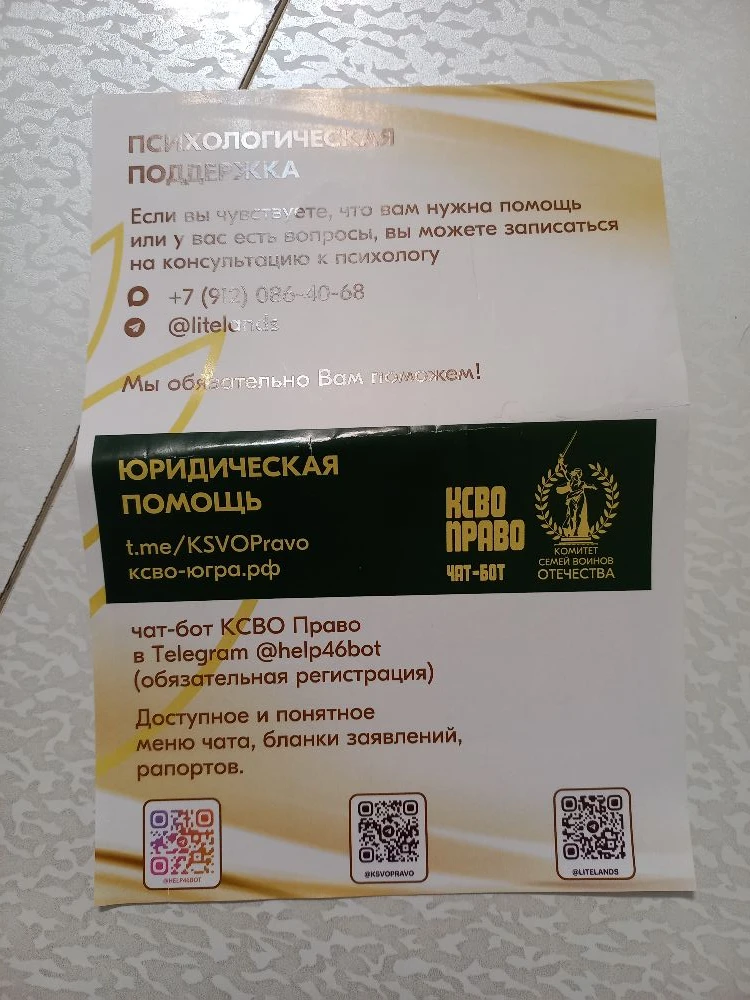 ПСИХОЛОГИЧЕСКАЯ
ПОДДЕРЖКА
Если вы чувствуете, что вам нужна помощь
или у вас есть вопросы, вы можете записаться
на консультацию к психологу
+7 (912) 086-40-68
@litelands
Мы обязательно Вам поможем!
ЮРИДИЧЕСКАЯ
ПОМОЩЬ
t.me/KSVOPravo
ксво-югра.рф
КСВО
ПРАВО
ЧАТ-БОТ
КОМИТЕТ
СЕМЕЙ ВОИНОВ
ОТЕЧЕСТВА
чат-бот КСВО Право
в Telegram @help46bot
(обязательная регистрация)
Доступное и понятное
меню чата, бланки заявлений,
рапортов.
@HELP46BOT
@KSVOPRAVO
@LITELANDS